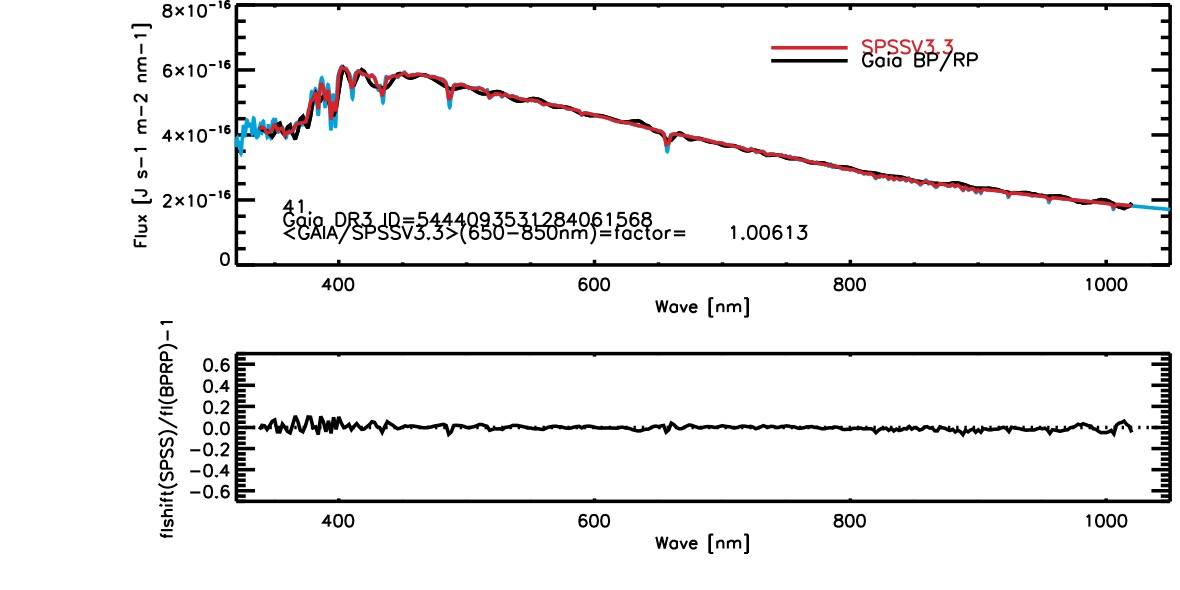 8×10⁻¹⁶
6×10⁻¹⁶
4×10⁻¹⁶
2×10⁻¹⁶
0
Flux [J s−1 m−2 nm−1]
SPSSV3.3
Gaia BP/RP
41.
Gaia DR3 ID=5444093531284061568
<GAIA/SPSSV3.3>(650−850nm)=factor= 1.00613
400 600 800 1000
Wave [nm]
flshift(SPSS)/fl(BPRP)−1
0.6
0.4
0.2
0.0
−0.2
−0.4
−0.6
400 600 800 1000
Wave [nm]